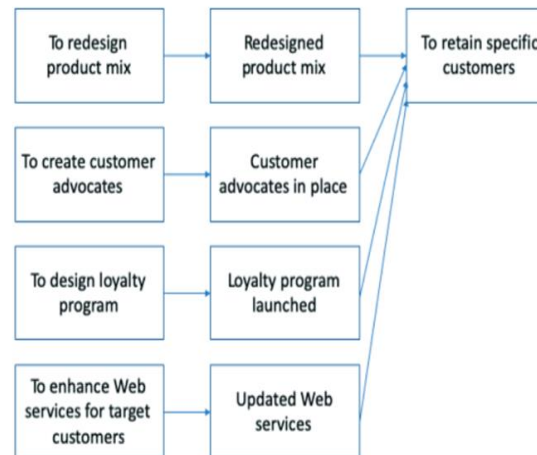 To redesign
product mix
Redesigned
product mix
To retain specific
customers
To create customer
advocates
Customer
advocates in place
To design loyalty
program
Loyalty program
launched
To enhance Web
services for target
customers
Updated Web
services